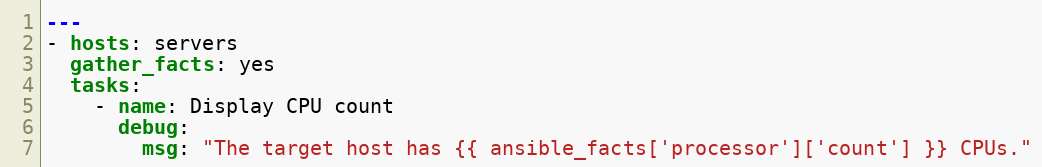 1 ---
2 - hosts: servers
3   gather_facts: yes
4   tasks:
5     - name: Display CPU count
6       debug:
7         msg: "The target host has {{ ansible_facts['processor']['count'] }} CPUs."